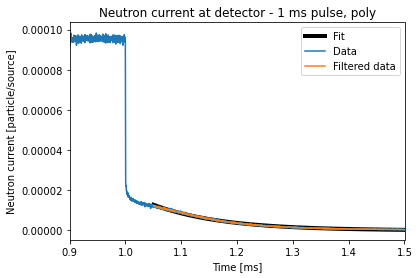 Neutron current at detector - 1 ms pulse, poly
Neutron current [particle/source]
0.00010
0.00008
0.00006
0.00004
0.00002
0.00000
Fit
Data
Filtered data
0.9 1.0 1.1 1.2 1.3 1.4 1.5
Time [ms]